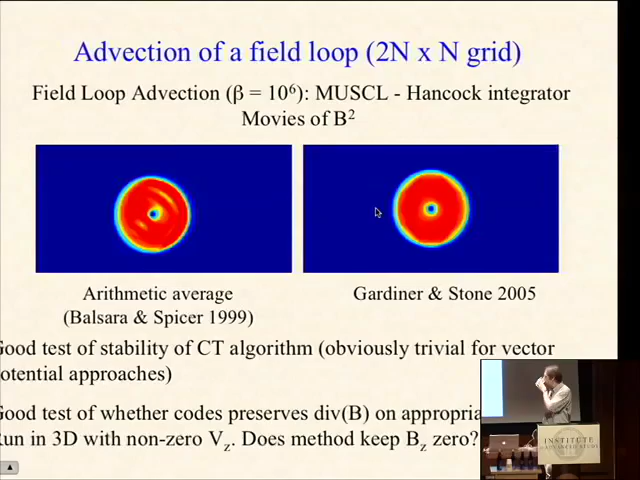 Advection of a field loop (2N x N grid)
Field Loop Advection (β = 10⁶): MUSCL - Hancock integrator
Movies of B²
Arithmetic average
(Balsara & Spicer 1999)
Gardiner & Stone 2005
Good test of stability of CT algorithm (obviously trivial for vector
potential approaches)
Good test of whether codes preserves div(B) on appropria
Run in 3D with non-zero V_z. Does method keep B_z zero?
INSTITUTE
ADVANCED STUDY